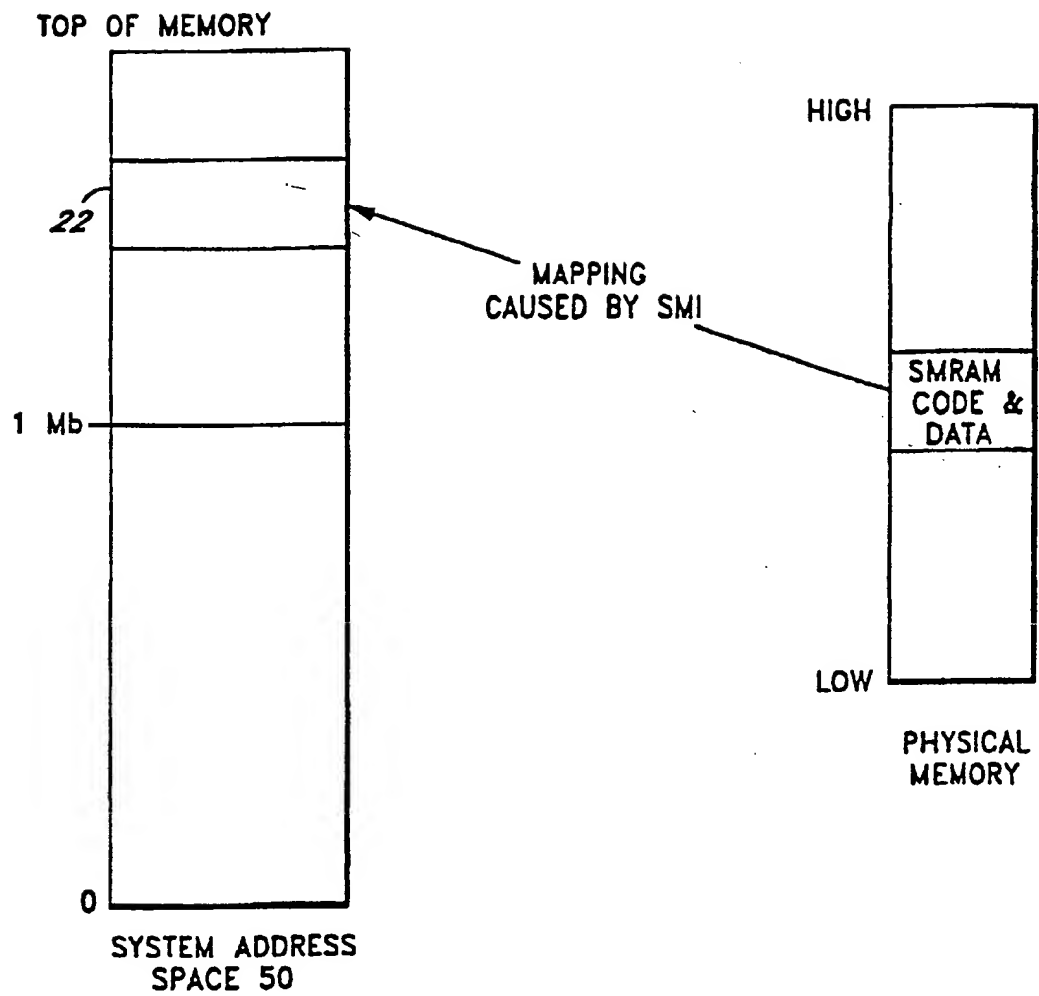 TOP OF MEMORY
HIGH
22
MAPPING
CAUSED BY SMI
SMRAM
CODE &
DATA
1 Mb
LOW
PHYSICAL
MEMORY
0
SYSTEM ADDRESS
SPACE 50